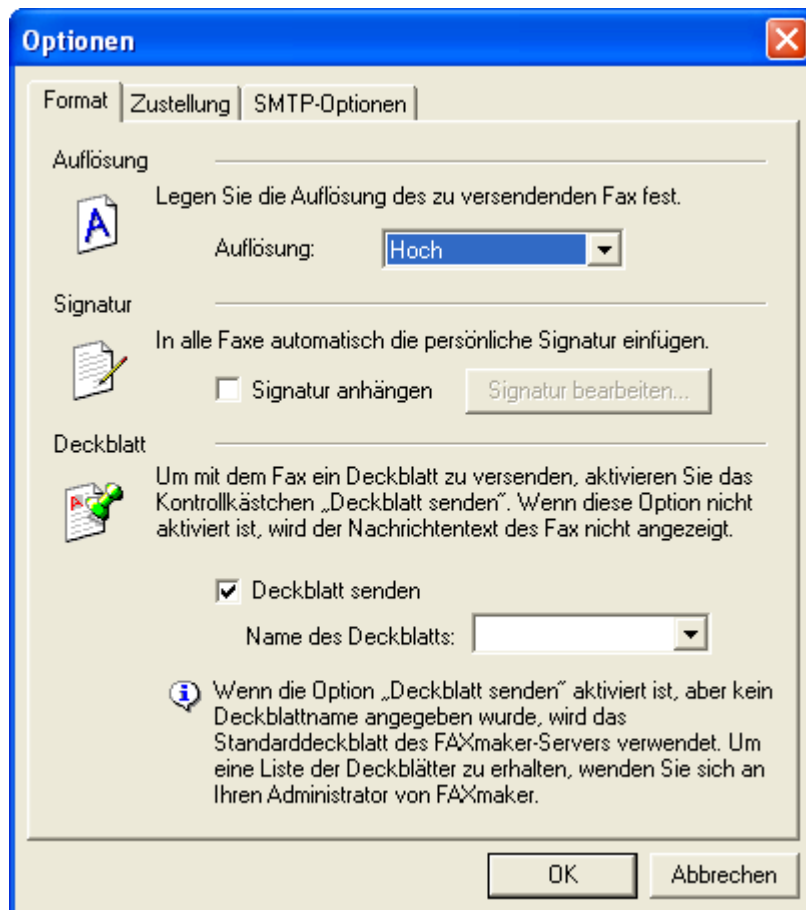 Optionen
Format
Zustellung
SMTP-Optionen
Auflösung
Legen Sie die Auflösung des zu versendenden Fax fest.
Auflösung:
Hoch
Signatur
In alle Faxe automatisch die persönliche Signatur einfügen.
Signatur anhängen
Signatur bearbeiten...
Deckblatt
Um mit dem Fax ein Deckblatt zu versenden, aktivieren Sie das
Kontrollkästchen „Deckblatt senden“. Wenn diese Option nicht
aktiviert ist, wird der Nachrichtentext des Fax nicht angezeigt.
Deckblatt senden
Name des Deckblatts:
Wenn die Option „Deckblatt senden“ aktiviert ist, aber kein
Deckblattname angegeben wurde, wird das
Standarddeckblatt des FAXmaker-Servers verwendet. Um
eine Liste der Deckblätter zu erhalten, wenden Sie sich an
Ihren Administrator von FAXmaker.
OK
Abbrechen